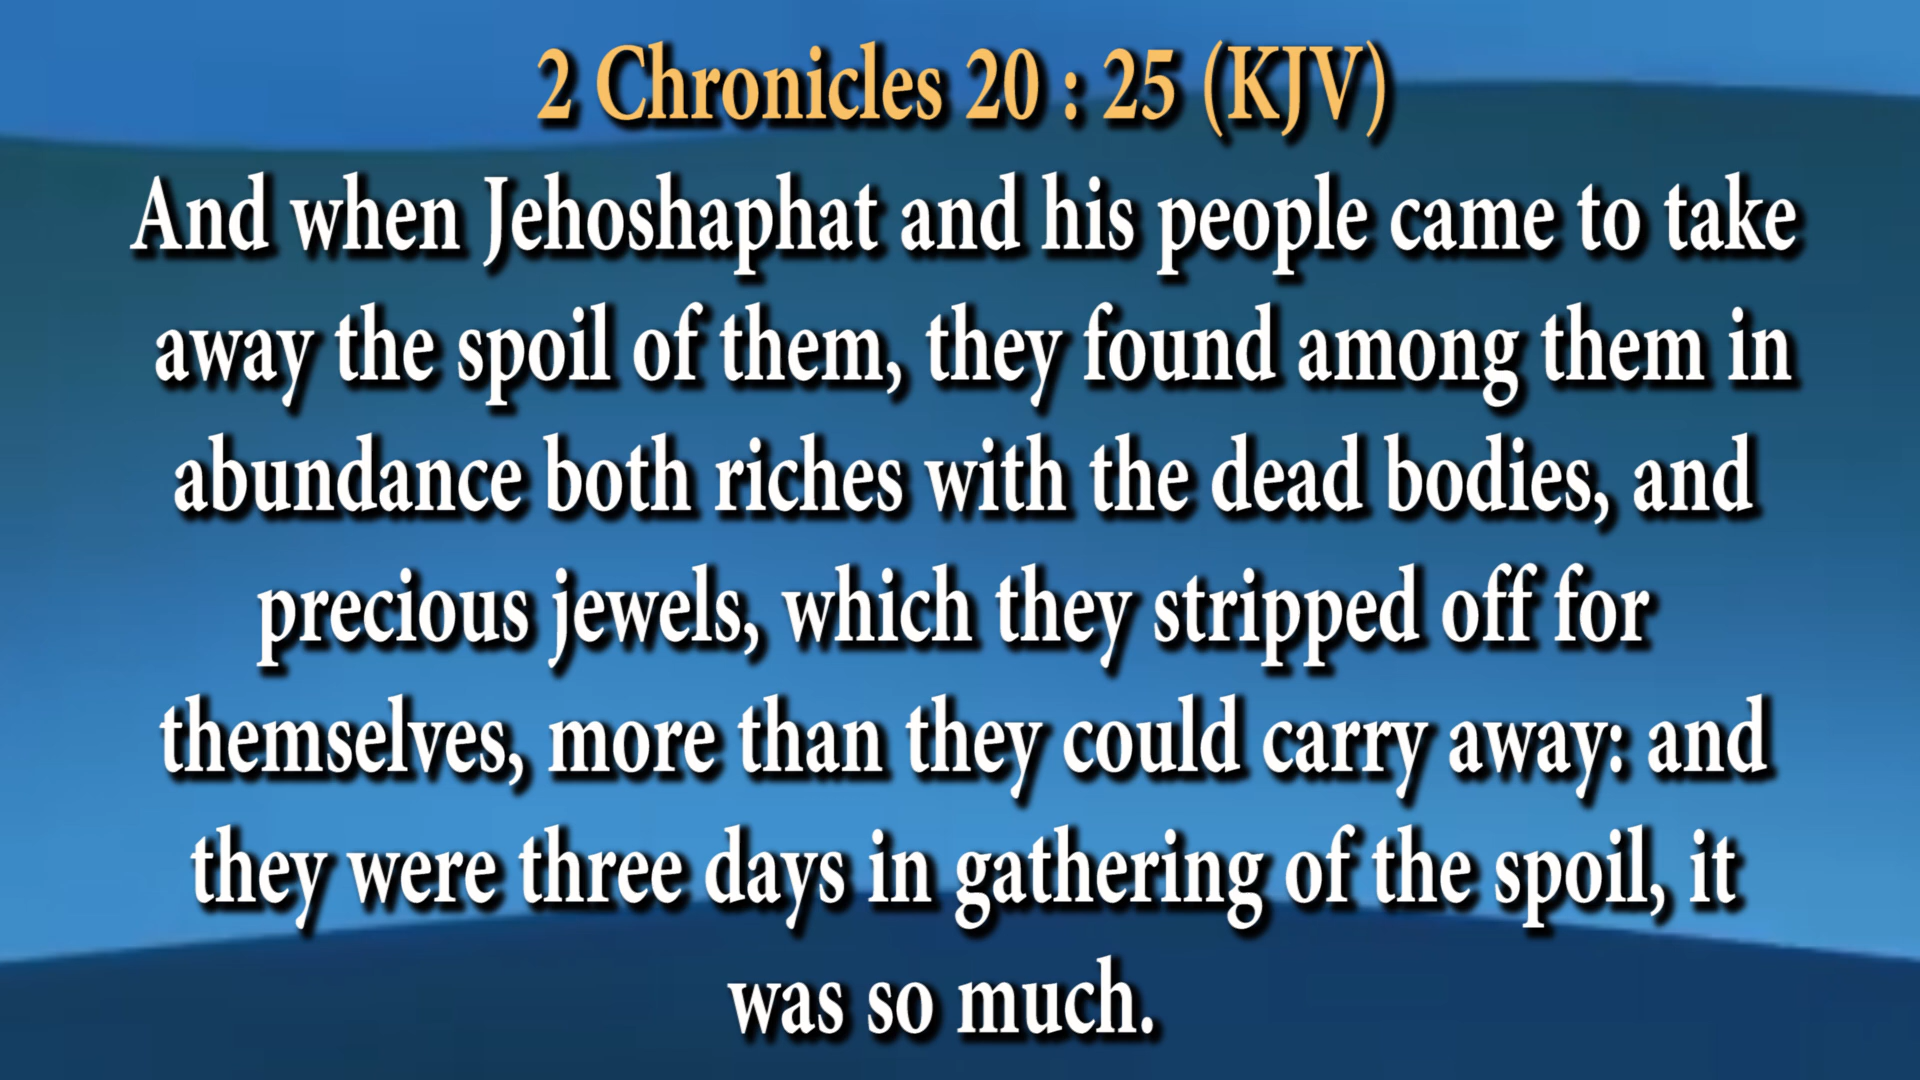 2 Chronicles 20 : 25 (KJV)
And when Jehoshaphat and his people came to take
away the spoil of them, they found among them in
abundance both riches with the dead bodies, and
precious jewels, which they stripped off for
themselves, more than they could carry away: and
they were three days in gathering of the spoil, it
was so much.